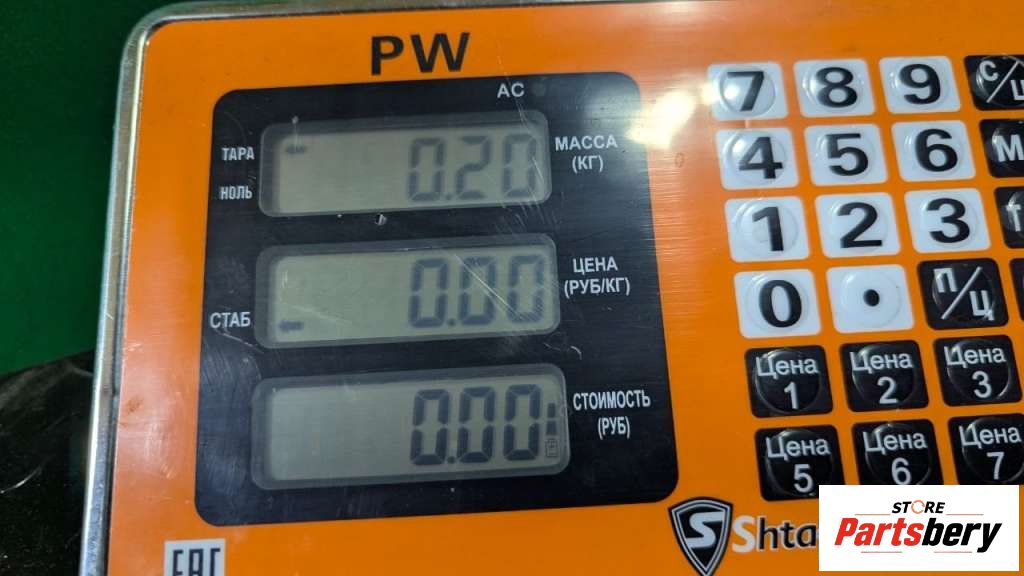 PW
AC
ТАРА
НОЛЬ
0.20
МАССА
(КГ)
СТАБ
0.00
ЦЕНА
(РУБ/КГ)
0.00
СТОИМОСТЬ
(РУБ)
7 8 9 С/
4 5 6
1 2 3
0 . П/Ц
Цена 1
Цена 2
Цена 3
Цена 5
Цена 6
Цена 7
S Shta
EAC
STORE
Partsbery